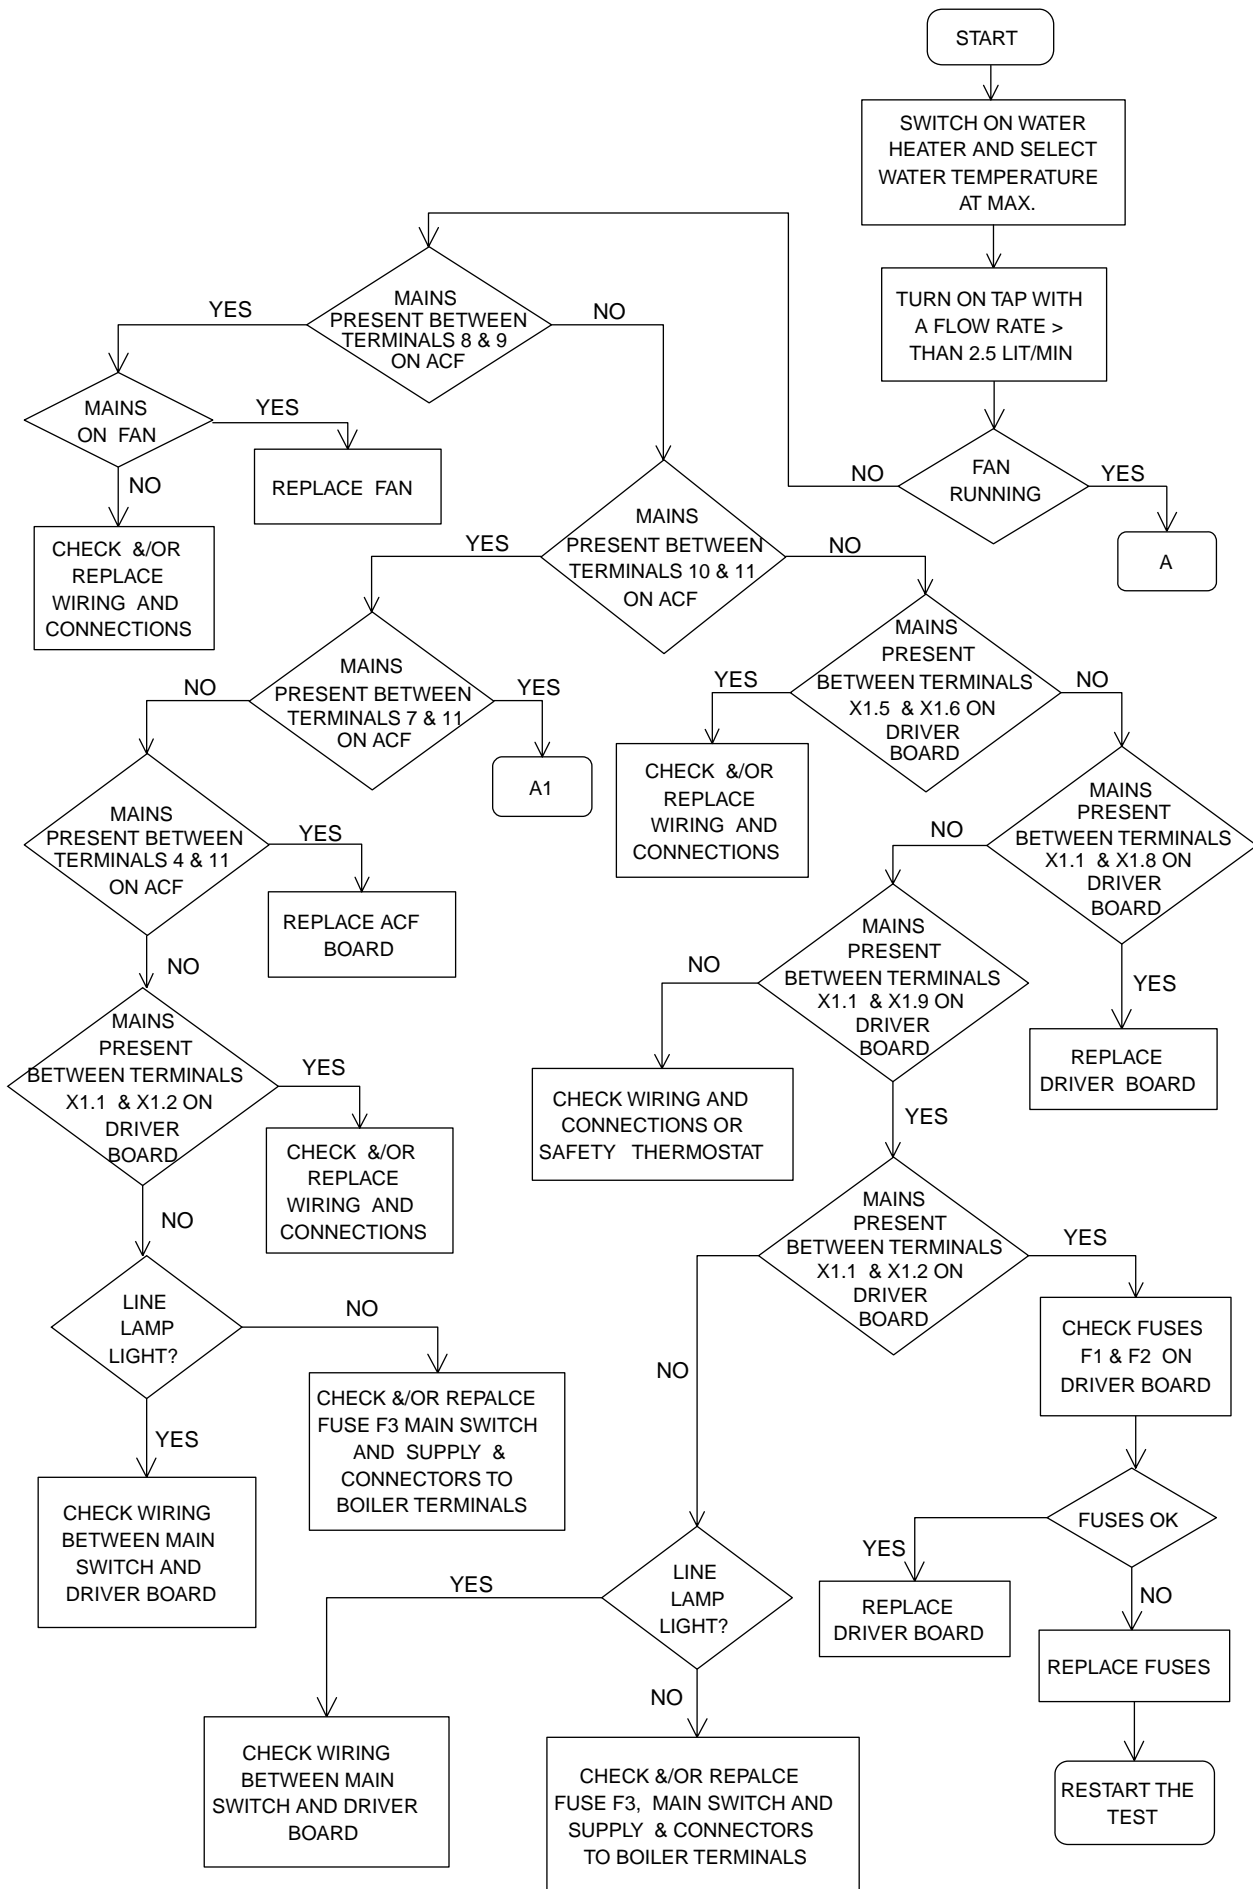 START
SWITCH ON WATER
HEATER AND SELECT
WATER TEMPERATURE
AT MAX.
TURN ON TAP WITH
A FLOW RATE >
THAN 2.5 LIT/MIN
FAN
RUNNING
NO
YES
A
MAINS
PRESENT BETWEEN
TERMINALS 8 & 9
ON ACF
YES
NO
MAINS
ON FAN
YES
REPLACE FAN
NO
CHECK &/OR
REPLACE
WIRING AND
CONNECTIONS
MAINS
PRESENT BETWEEN
TERMINALS 10 & 11
ON ACF
YES
NO
MAINS
PRESENT BETWEEN
TERMINALS 7 & 11
ON ACF
NO
YES
A1
MAINS
PRESENT
BETWEEN TERMINALS
X1.5 & X1.6 ON
DRIVER
BOARD
YES
NO
CHECK &/OR
REPLACE
WIRING AND
CONNECTIONS
MAINS
PRESENT
BETWEEN TERMINALS
X1.1 & X1.8 ON
DRIVER
BOARD
NO
YES
REPLACE
DRIVER BOARD
MAINS
PRESENT BETWEEN
TERMINALS 4 & 11
ON ACF
YES
REPLACE ACF
BOARD
NO
MAINS
PRESENT
BETWEEN TERMINALS
X1.1 & X1.9 ON
DRIVER
BOARD
NO
CHECK WIRING AND
CONNECTIONS OR
SAFETY THERMOSTAT
YES
MAINS
PRESENT
BETWEEN TERMINALS
X1.1 & X1.2 ON
DRIVER
BOARD
YES
CHECK &/OR
REPLACE
WIRING AND
CONNECTIONS
NO
MAINS
PRESENT
BETWEEN TERMINALS
X1.1 & X1.2 ON
DRIVER
BOARD
YES
NO
CHECK FUSES
F1 & F2 ON
DRIVER BOARD
LINE
LAMP
LIGHT?
NO
CHECK &/OR REPALCE
FUSE F3 MAIN SWITCH
AND SUPPLY &
CONNECTORS TO
BOILER TERMINALS
YES
CHECK WIRING
BETWEEN MAIN
SWITCH AND
DRIVER BOARD
FUSES OK
YES
REPLACE
DRIVER BOARD
NO
REPLACE FUSES
RESTART THE
TEST
LINE
LAMP
LIGHT?
YES
CHECK WIRING
BETWEEN MAIN
SWITCH AND DRIVER
BOARD
NO
CHECK &/OR REPALCE
FUSE F3, MAIN SWITCH AND
SUPPLY & CONNECTORS
TO BOILER TERMINALS